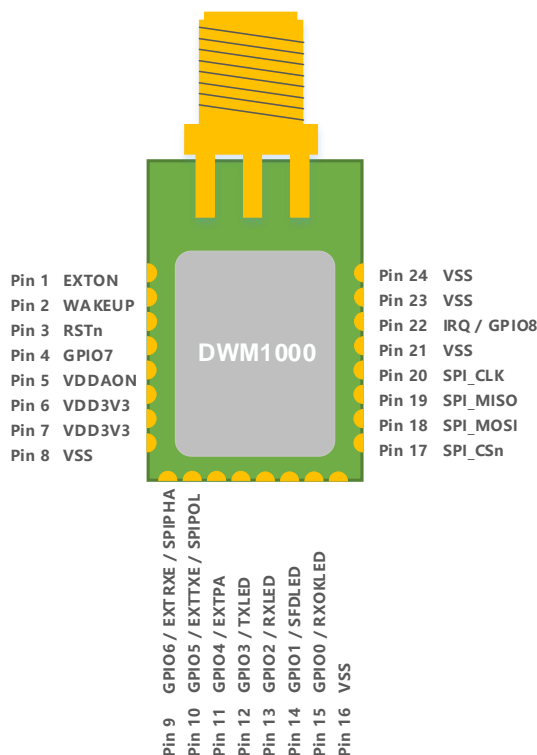 DWM1000
Pin 1 EXTON
Pin 2 WAKEUP
Pin 3 RSTn
Pin 4 GPIO7
Pin 5 VDDAON
Pin 6 VDD3V3
Pin 7 VDD3V3
Pin 8 VSS
Pin 9 GPIO6 / EXTRXE / SPIPHA
Pin 10 GPIO5 / EXTTXE / SPIPOL
Pin 11 GPIO4 / EXTPA
Pin 12 GPIO3 / TXLED
Pin 13 GPIO2 / RXLED
Pin 14 GPIO1 / SFDLED
Pin 15 GPIO0 / RXOKLED
Pin 16 VSS
Pin 24 VSS
Pin 23 VSS
Pin 22 IRQ / GPIO8
Pin 21 VSS
Pin 20 SPI_CLK
Pin 19 SPI_MISO
Pin 18 SPI_MOSI
Pin 17 SPI_CSn